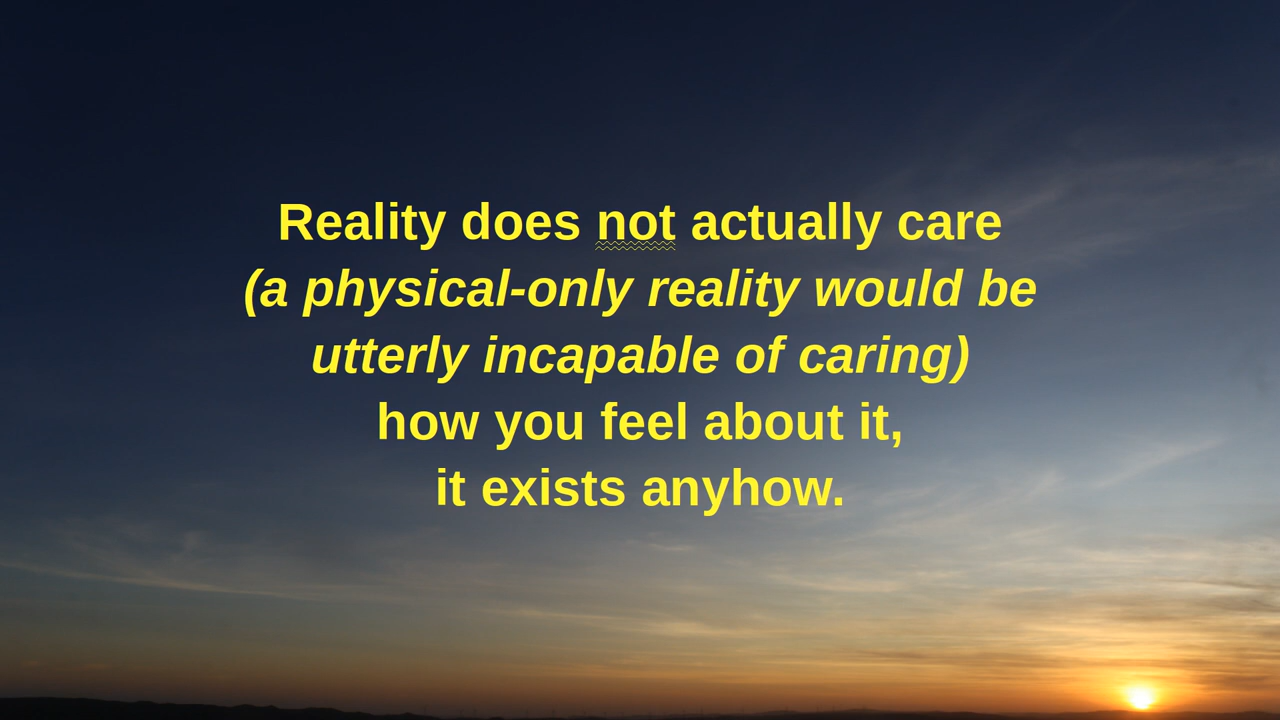 Reality does not actually care
(a physical-only reality would be
utterly incapable of caring)
how you feel about it,
it exists anyhow.